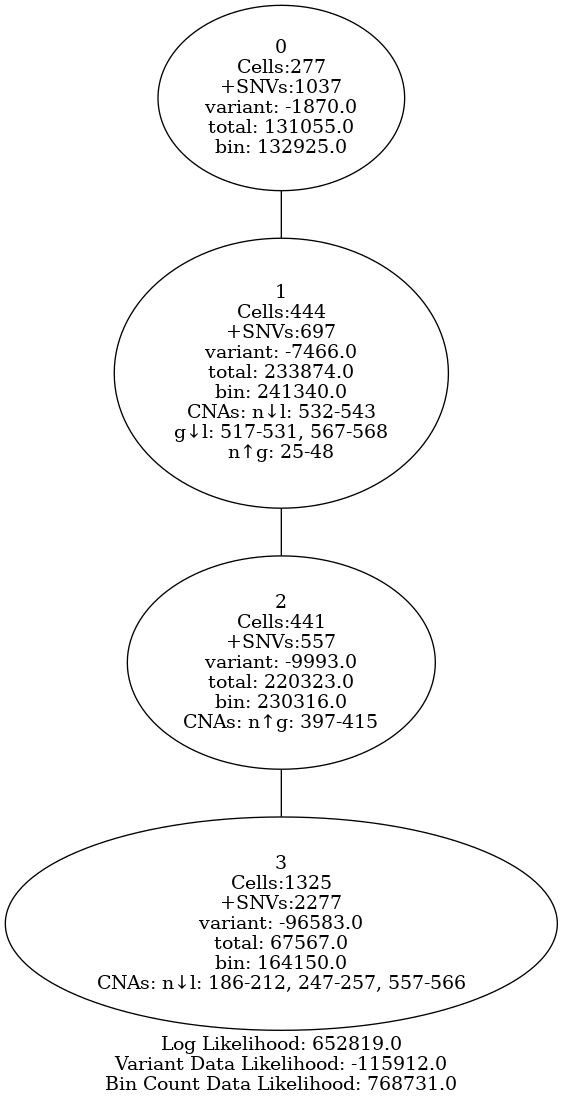 0
Cells:277
+SNVs:1037
variant: -1870.0
total: 131055.0
bin: 132925.0
1
Cells:444
+SNVs:697
variant: -7466.0
total: 233874.0
bin: 241340.0
CNAs: n↓l: 532-543
g↓l: 517-531, 567-568
n↑g: 25-48
2
Cells:441
+SNVs:557
variant: -9993.0
total: 220323.0
bin: 230316.0
CNAs: n↑g: 397-415
3
Cells:1325
+SNVs:2277
variant: -96583.0
total: 67567.0
bin: 164150.0
CNAs: n↓l: 186-212, 247-257, 557-566
Log Likelihood: 652819.0
Variant Data Likelihood: -115912.0
Bin Count Data Likelihood: 768731.0